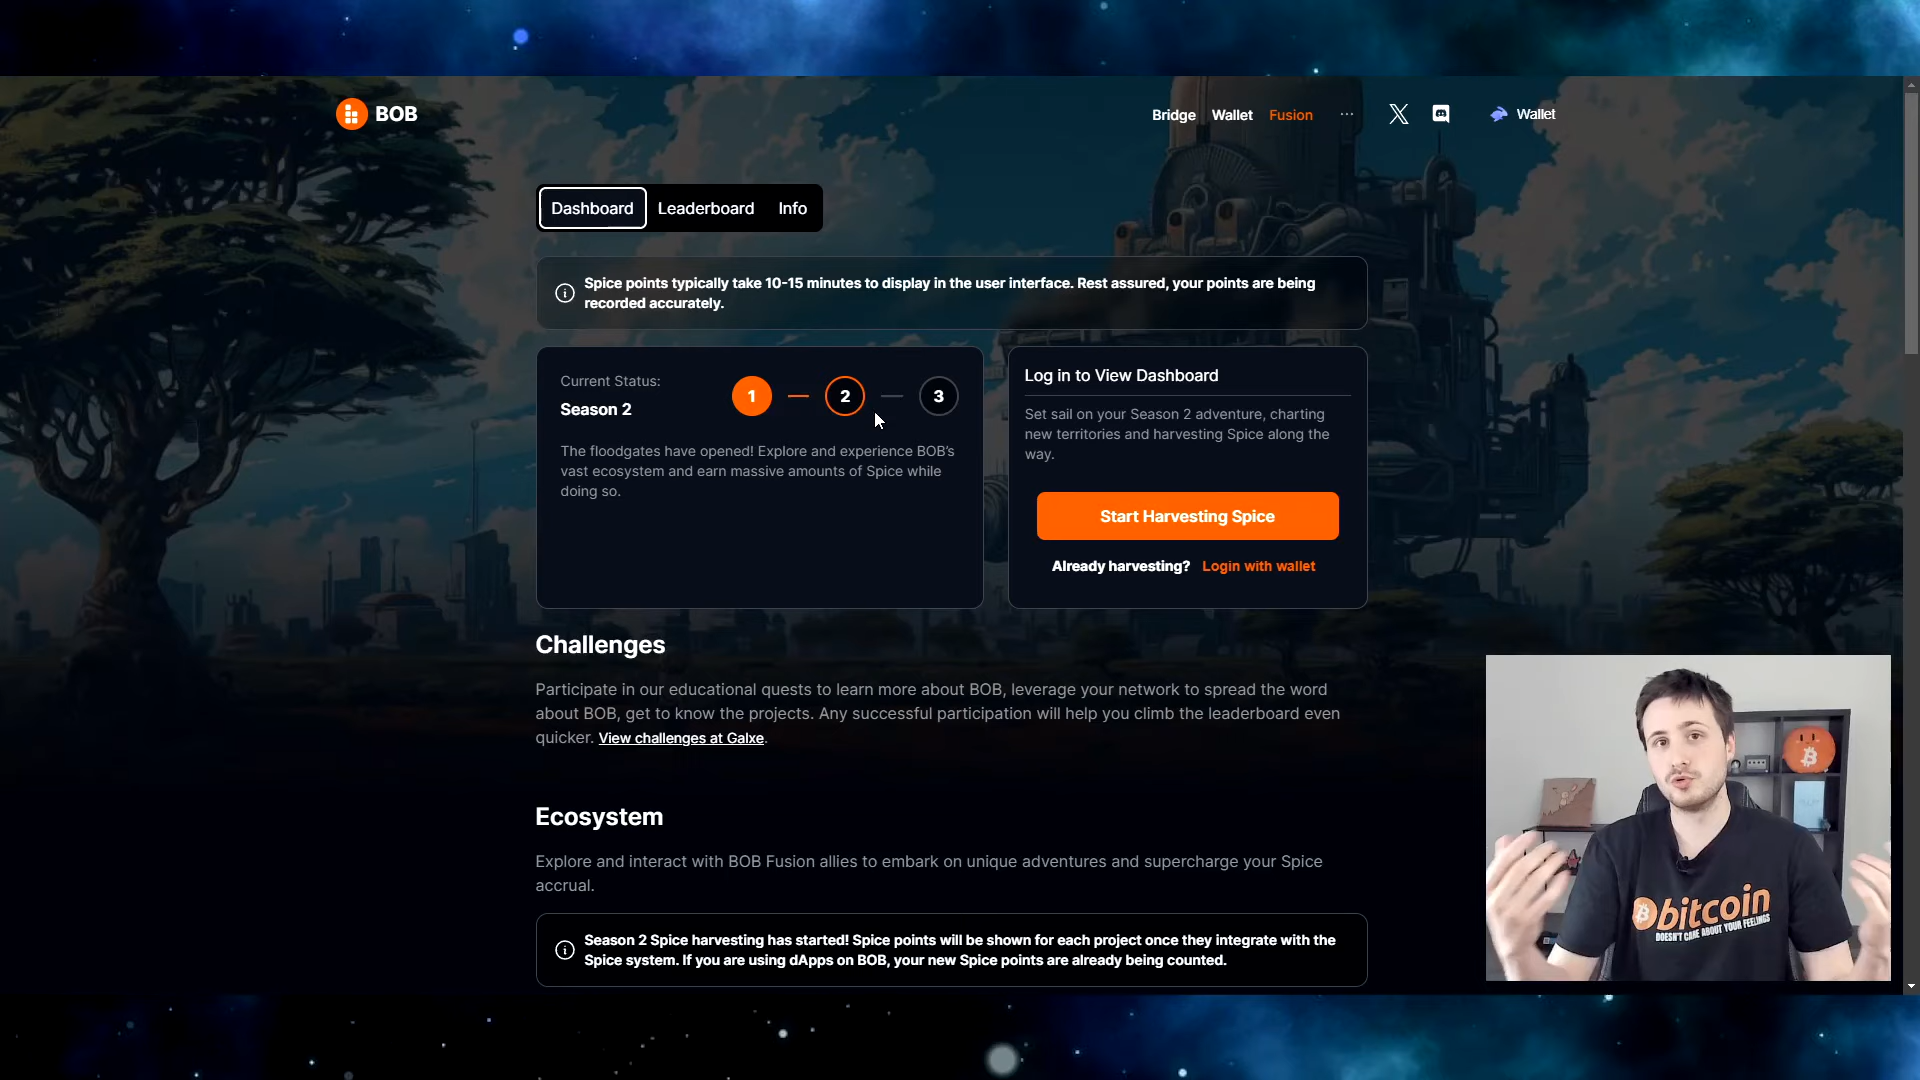 BOB
Bridge Wallet Fusion ... Wallet
Dashboard Leaderboard Info
Spice points typically take 10-15 minutes to display in the user interface. Rest assured, your points are being
recorded accurately.
Current Status:
Season 2
1 2 3
The floodgates have opened! Explore and experience BOB's
vast ecosystem and earn massive amounts of Spice while
doing so.
Log in to View Dashboard
Set sail on your Season 2 adventure, charting
new territories and harvesting Spice along the
way.
Start Harvesting Spice
Already harvesting? Login with wallet
Challenges
Participate in our educational quests to learn more about BOB, leverage your network to spread the word
about BOB, get to know the projects. Any successful participation will help you climb the leaderboard even
quicker. View challenges at Galxe.
Ecosystem
Explore and interact with BOB Fusion allies to embark on unique adventures and supercharge your Spice
accrual.
Season 2 Spice harvesting has started! Spice points will be shown for each project once they integrate with the
Spice system. If you are using dApps on BOB, your new Spice points are already being counted.
bitcoin
DOESN'T CARE ABOUT YOUR FEELINGS